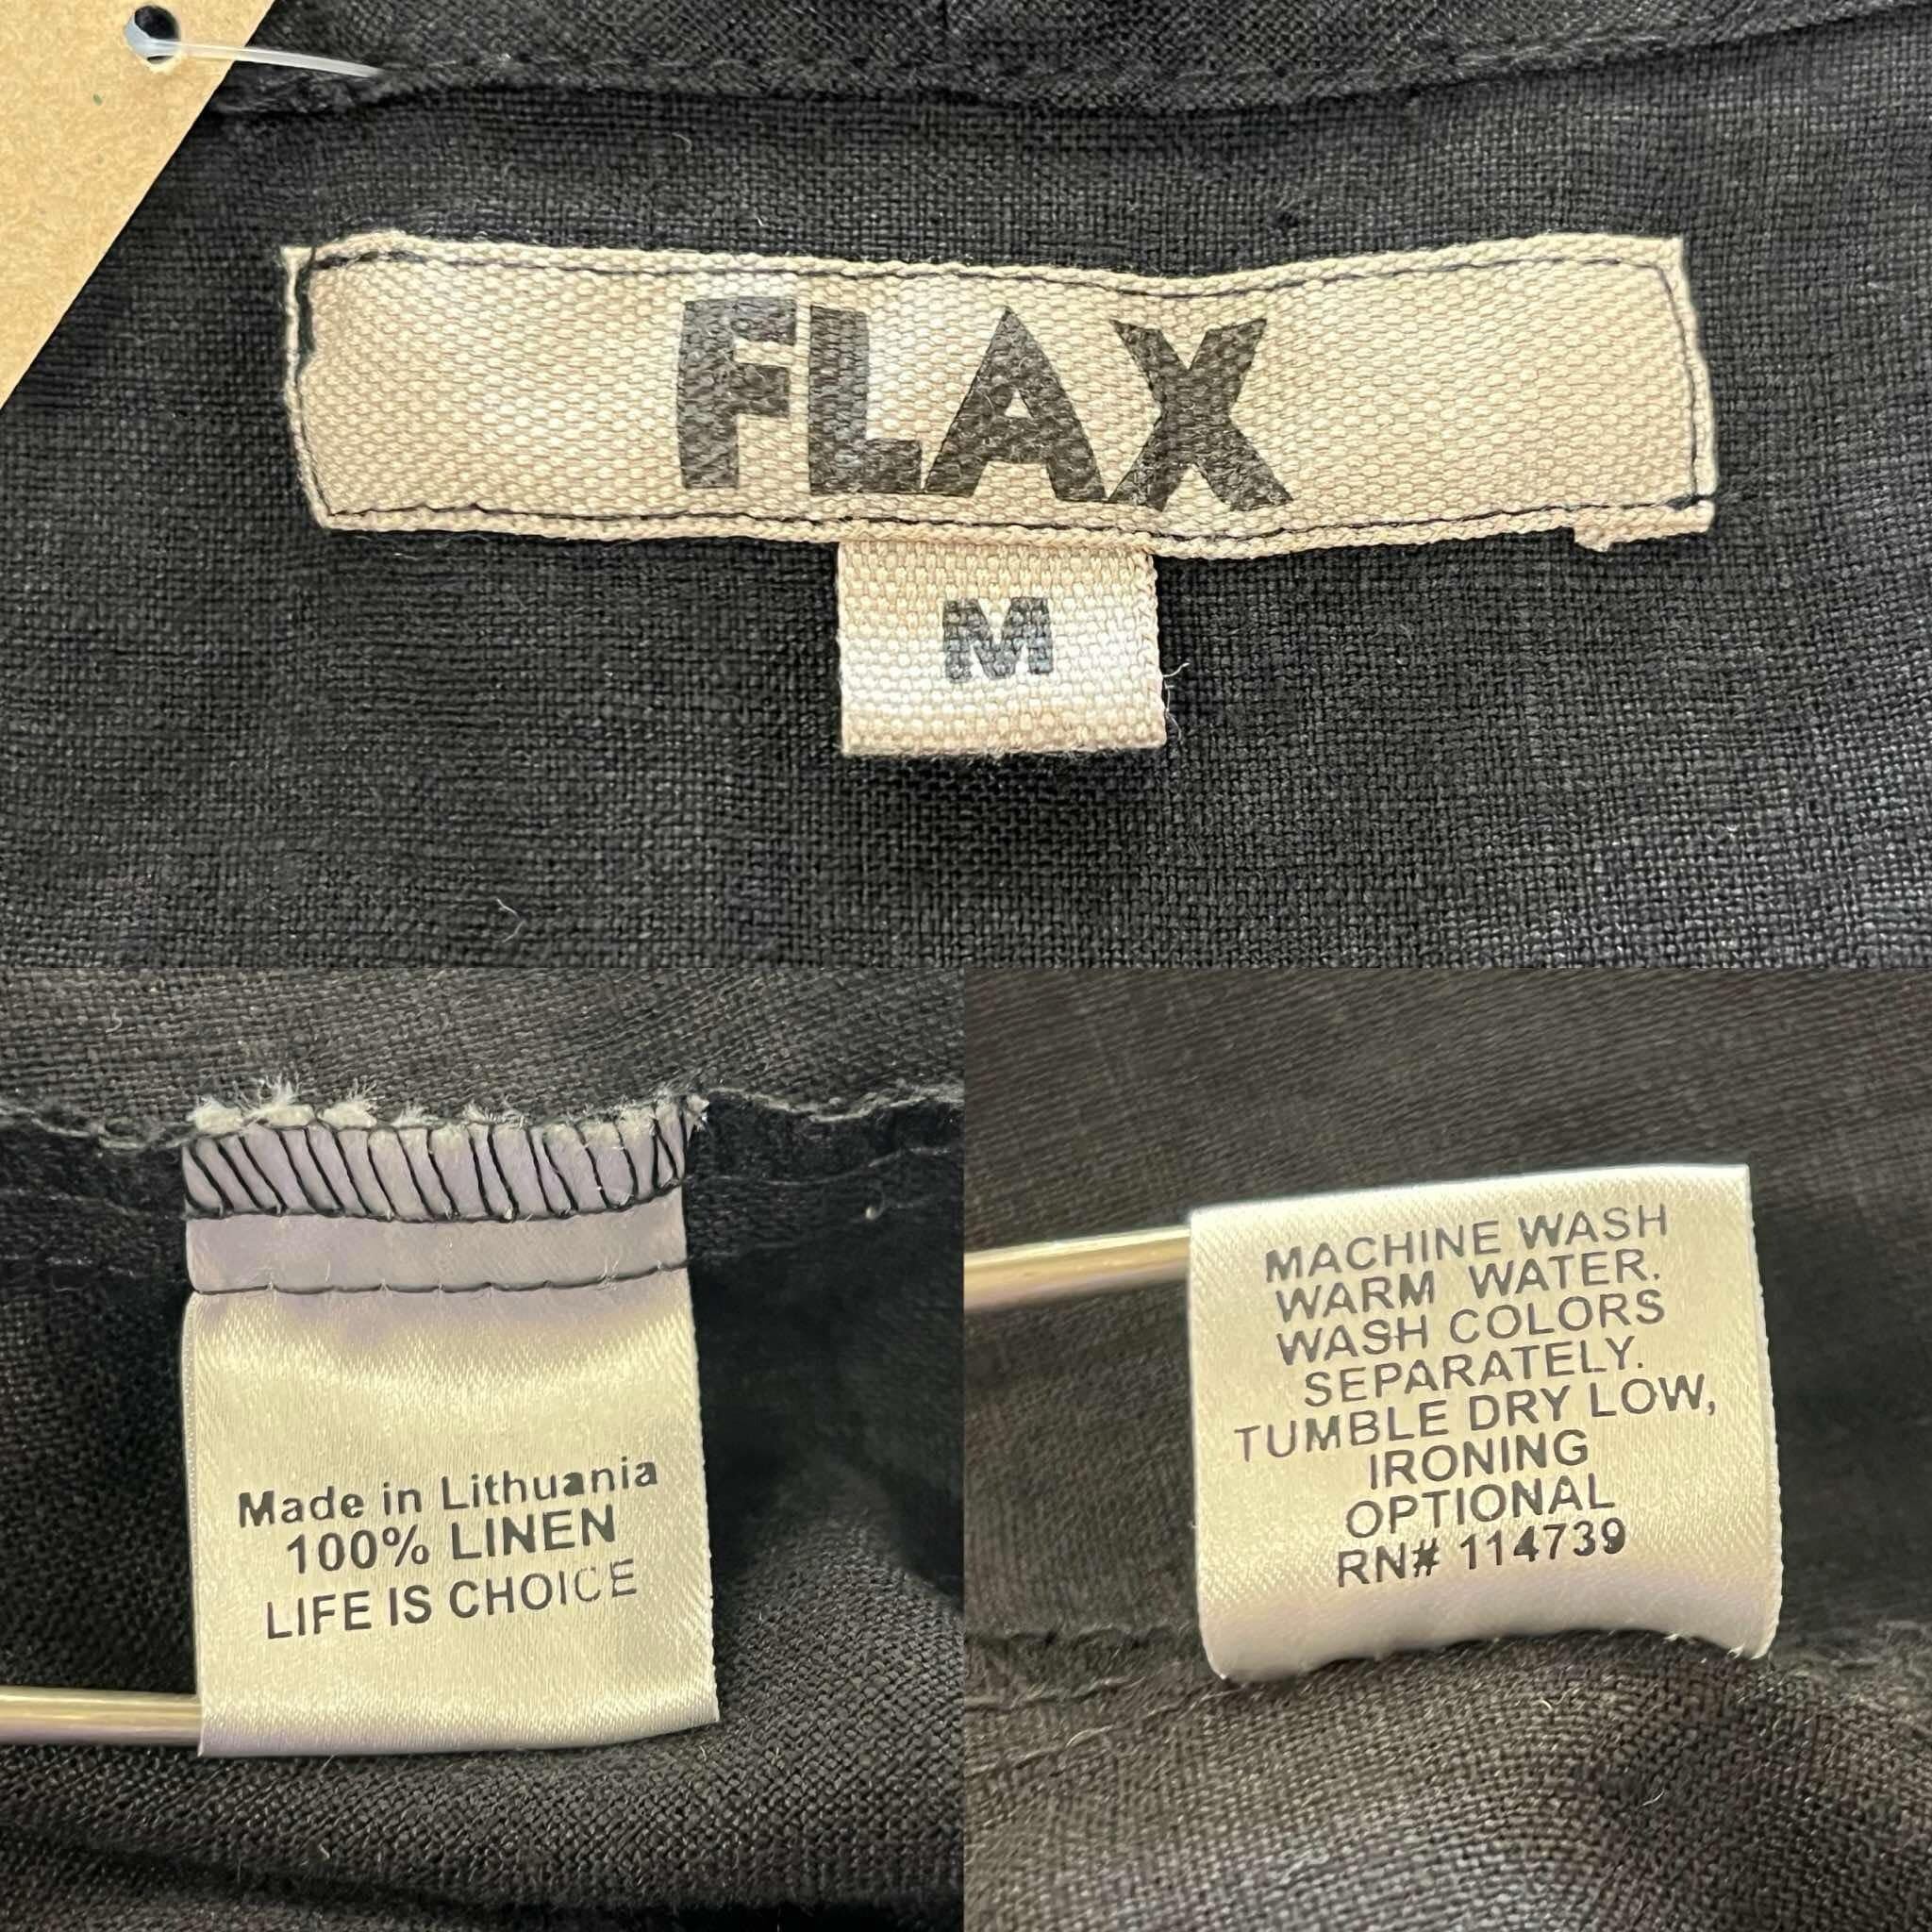 FLAX
M
Made in Lithuania
100% LINEN
LIFE IS CHOICE
MACHINE WASH
WARM WATER.
WASH COLORS
SEPARATELY.
TUMBLE DRY LOW,
IRONING
OPTIONAL
RN# 114739